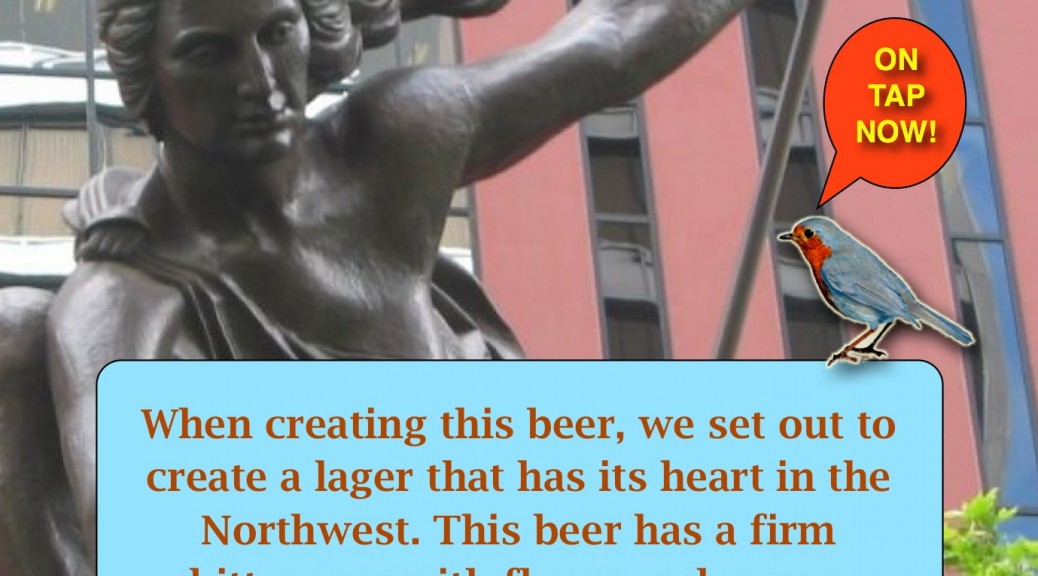 ON
TAP
NOW!
When creating this beer, we set out to
create a lager that has its heart in the
Northwest. This beer has a firm